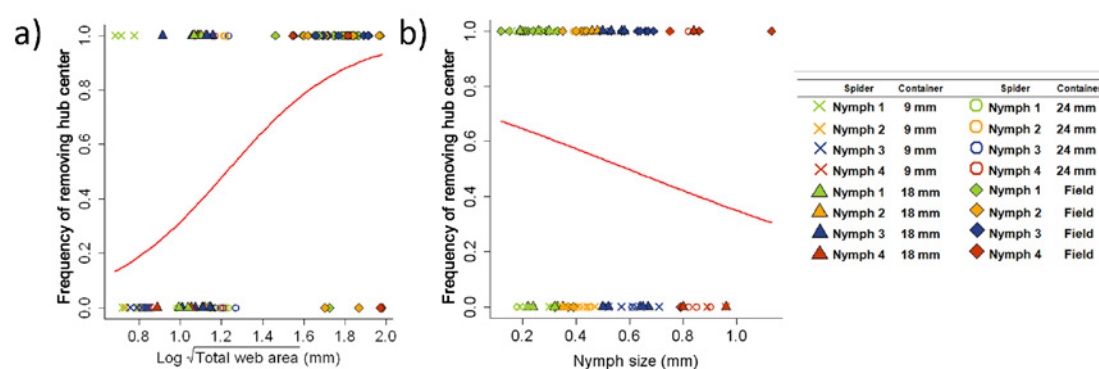 a)
Frequency of removing hub center
1.0
0.8
0.6
0.4
0.2
0.0
0.8 1.0 1.2 1.4 1.6 1.8 2.0
Log √Total web area (mm)
b)
Frequency of removing hub center
1.0
0.8
0.6
0.4
0.2
0.0
0.2 0.4 0.6 0.8 1.0
Nymph size (mm)
Spider Container Spider Container
Nymph 1 9 mm Nymph 1 24 mm
Nymph 2 9 mm Nymph 2 24 mm
Nymph 3 9 mm Nymph 3 24 mm
Nymph 4 9 mm Nymph 4 24 mm
Nymph 1 18 mm Nymph 1 Field
Nymph 2 18 mm Nymph 2 Field
Nymph 3 18 mm Nymph 3 Field
Nymph 4 18 mm Nymph 4 Field